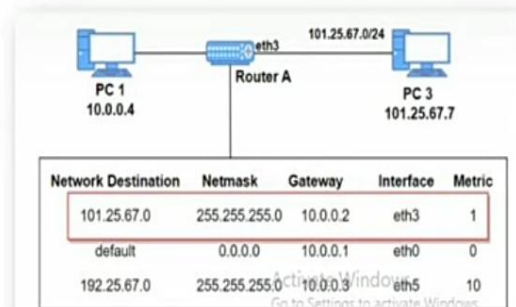 101.25.67.0/24
eth3
Router A
PC 1
10.0.0.4
PC 3
101.25.67.7
Network Destination Netmask Gateway Interface Metric
101.25.67.0 255.255.255.0 10.0.0.2 eth3 1
default 0.0.0.0 10.0.0.1 eth0 0
192.25.67.0 255.255.255.0 10.0.0.3 eth5 10
Activate Windows
Go to Settings to activate Windows